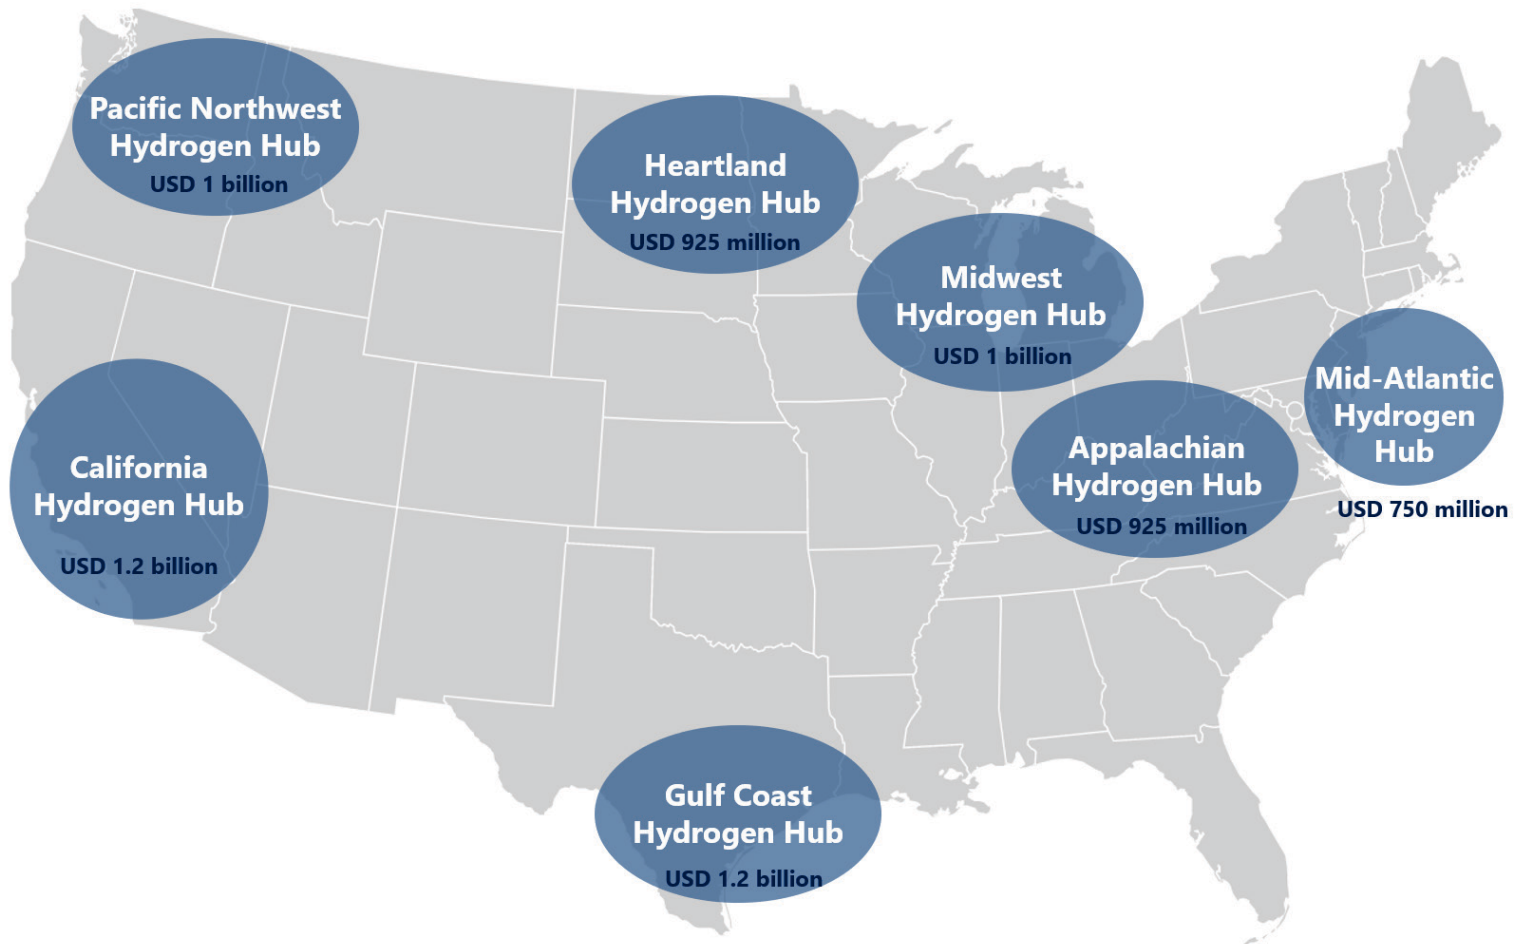 Pacific Northwest
Hydrogen Hub
USD 1 billion
Heartland
Hydrogen Hub
USD 925 million
Midwest
Hydrogen Hub
USD 1 billion
Mid-Atlantic
Hydrogen
Hub
USD 750 million
Appalachian
Hydrogen Hub
USD 925 million
California
Hydrogen Hub
USD 1.2 billion
Gulf Coast
Hydrogen Hub
USD 1.2 billion